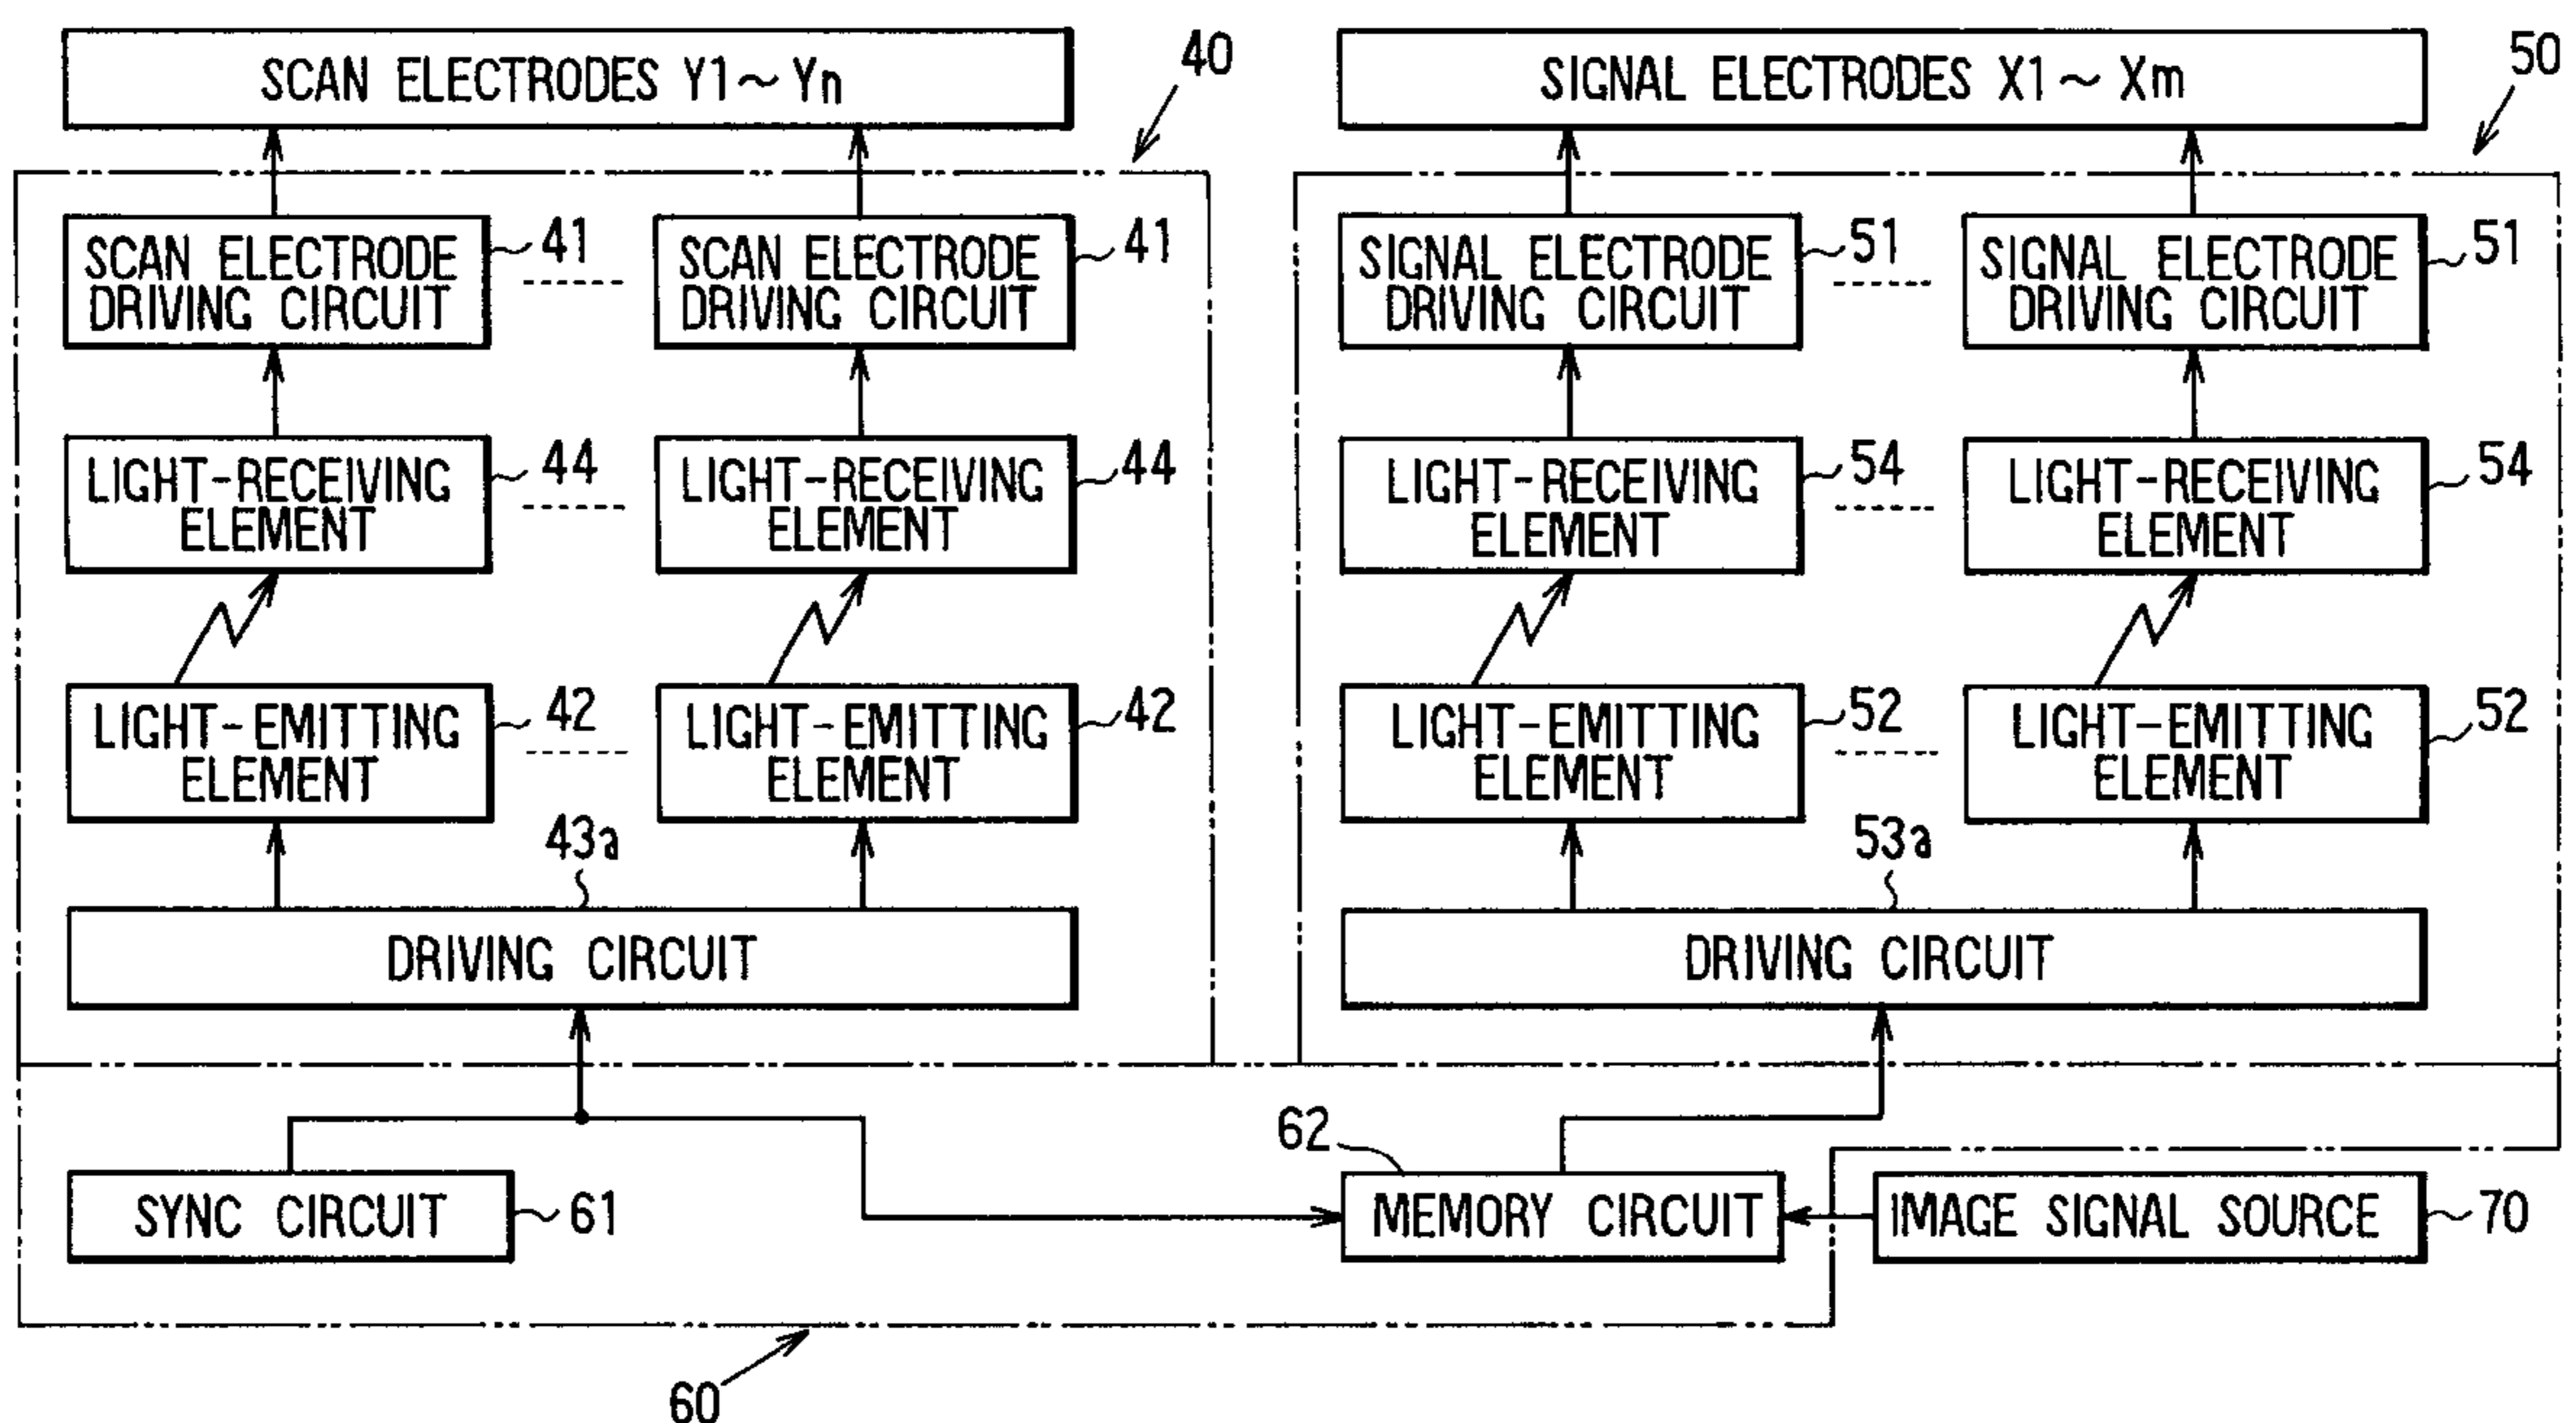 SCAN ELECTRODES Y1~Yn
40
SIGNAL ELECTRODES X1~Xm
50
SCAN ELECTRODE
DRIVING CIRCUIT
41
SCAN ELECTRODE
DRIVING CIRCUIT
41
SIGNAL ELECTRODE
DRIVING CIRCUIT
51
SIGNAL ELECTRODE
DRIVING CIRCUIT
51
LIGHT-RECEIVING
ELEMENT
44
LIGHT-RECEIVING
ELEMENT
44
LIGHT-RECEIVING
ELEMENT
54
LIGHT-RECEIVING
ELEMENT
54
LIGHT-EMITTING
ELEMENT
42
LIGHT-EMITTING
ELEMENT
42
LIGHT-EMITTING
ELEMENT
52
LIGHT-EMITTING
ELEMENT
52
43a
DRIVING CIRCUIT
53a
DRIVING CIRCUIT
SYNC CIRCUIT
61
62
MEMORY CIRCUIT
IMAGE SIGNAL SOURCE
70
60